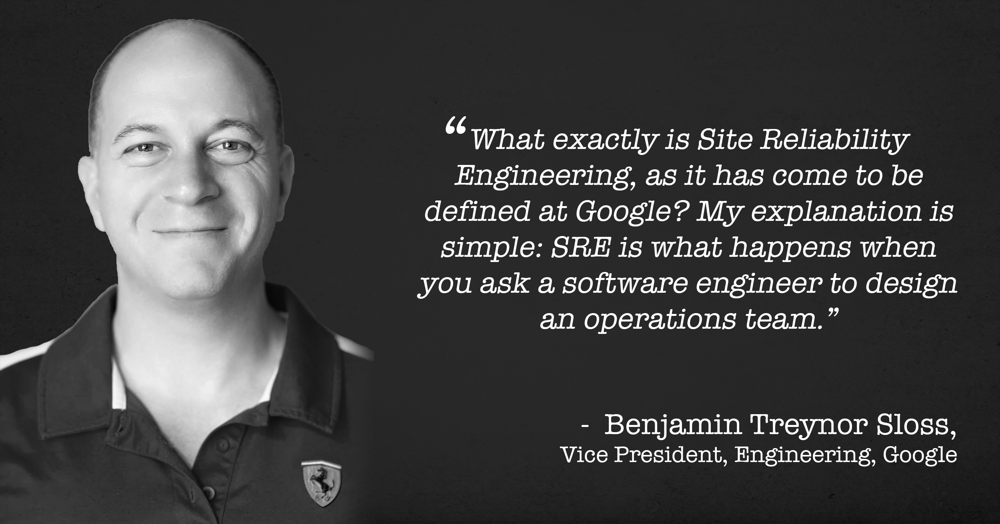 “What exactly is Site Reliability
Engineering, as it has come to be
defined at Google? My explanation is
simple: SRE is what happens when
you ask a software engineer to design
an operations team.”
- Benjamin Treynor Sloss,
Vice President, Engineering, Google
S F